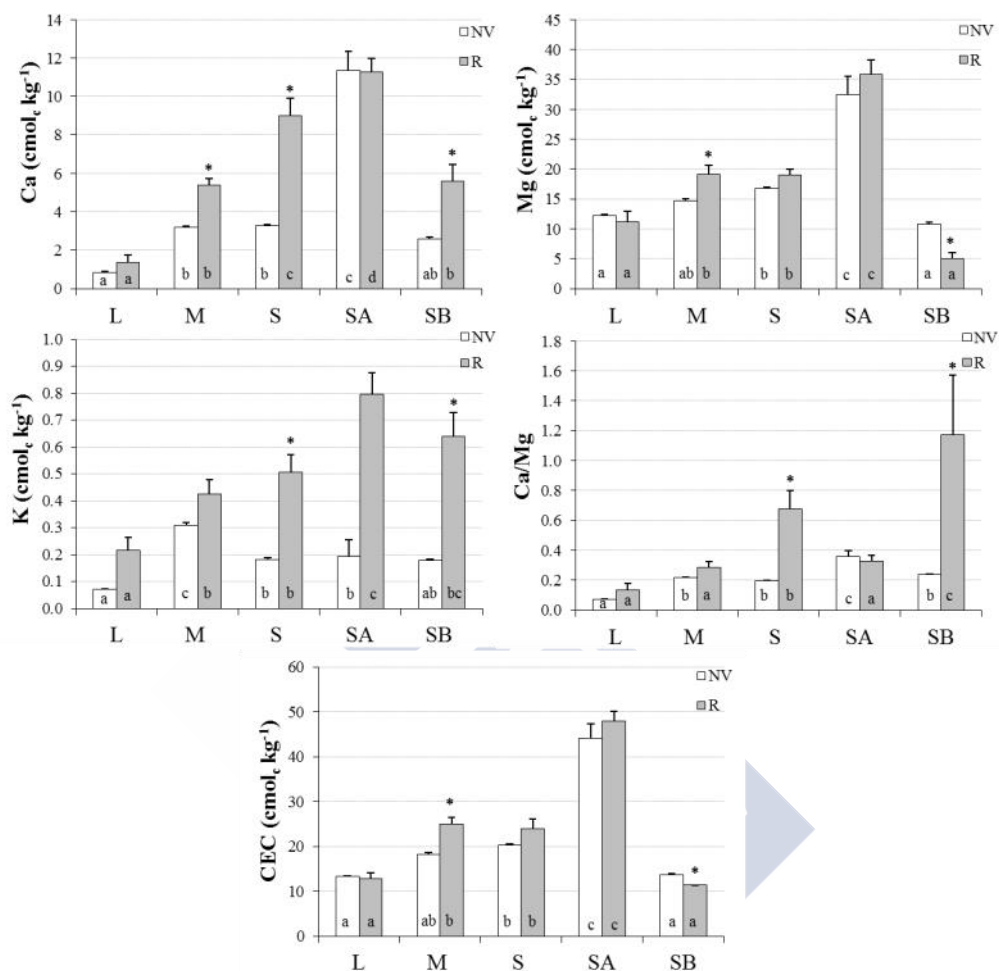 Ca (cmolc kg-1)
14
12
10
8
6
4
2
0
NV
R
* * *
a a b b b c c d ab b
L M S SA SB
Mg (cmolc kg-1)
45
40
35
30
25
20
15
10
5
0
NV
R
* *
a a ab b b b c c a a
L M S SA SB
K (cmolc kg-1)
1.0
0.9
0.8
0.7
0.6
0.5
0.4
0.3
0.2
0.1
0.0
NV
R
* *
a a c b b b b c ab bc
L M S SA SB
Ca/Mg
1.8
1.6
1.4
1.2
1.0
0.8
0.6
0.4
0.2
0.0
NV
R
* *
a a b a b b c a b c
L M S SA SB
CEC (cmolc kg-1)
60
50
40
30
20
10
0
NV
R
* *
a a ab b b b c c a a
L M S SA SB